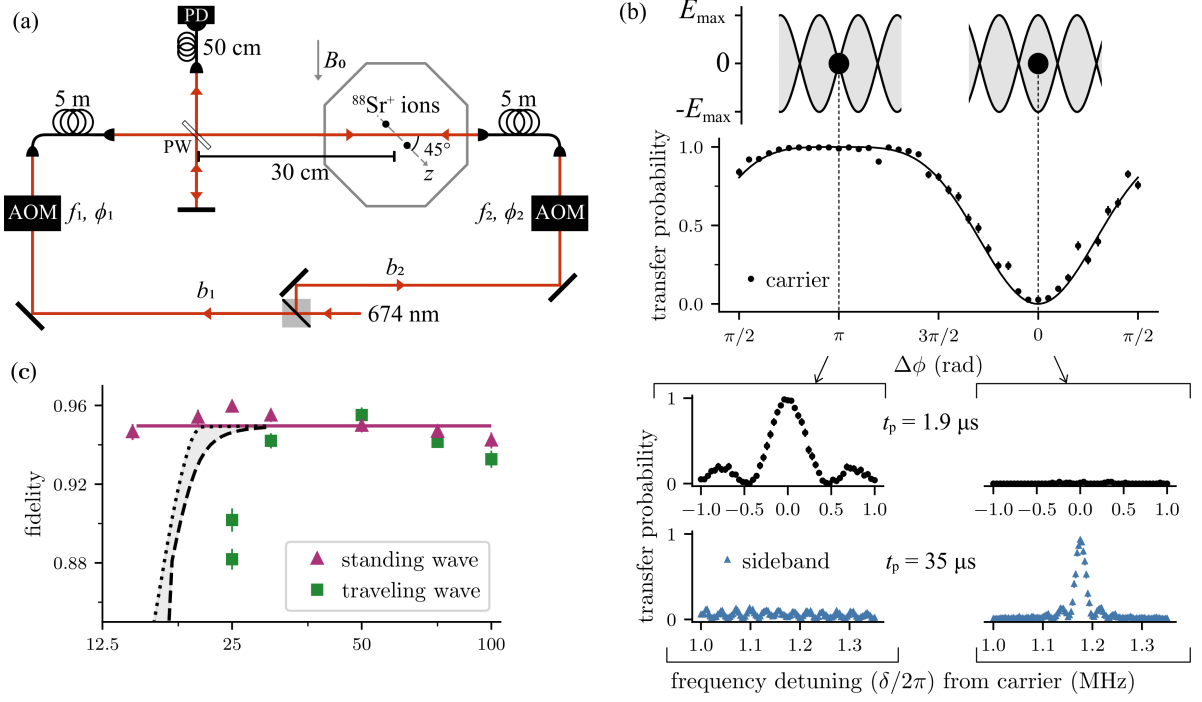 (a)
PD
50 cm
B₀
5 m
⁸⁸Sr⁺ ions
5 m
PW
45°
30 cm
z
AOM
f₁, ϕ₁
f₂, ϕ₂
AOM
b₂
b₁
674 nm
(b)
Eₘₐₓ
0
-Eₘₐₓ
transfer probability
1.0
0.5
0.0
carrier
π/2
π
3π/2
0
π/2
Δϕ (rad)
transfer probability
1
0
tₚ = 1.9 µs
−1.0 −0.5 0.0 0.5 1.0
−1.0 −0.5 0.0 0.5 1.0
1
0
sideband
tₚ = 35 µs
1.0 1.1 1.2 1.3
1.0 1.1 1.2 1.3
frequency detuning (δ/2π) from carrier (MHz)
(c)
fidelity
0.96
0.92
0.88
standing wave
traveling wave
12.5 25 50 100